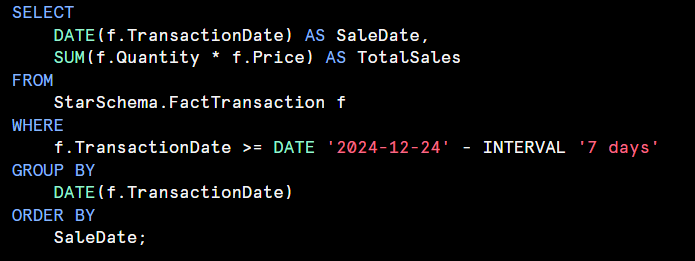 SELECT
    DATE(f.TransactionDate) AS SaleDate,
    SUM(f.Quantity * f.Price) AS TotalSales
FROM
    StarSchema.FactTransaction f
WHERE
    f.TransactionDate >= DATE '2024-12-24' - INTERVAL '7 days'
GROUP BY
    DATE(f.TransactionDate)
ORDER BY
    SaleDate;